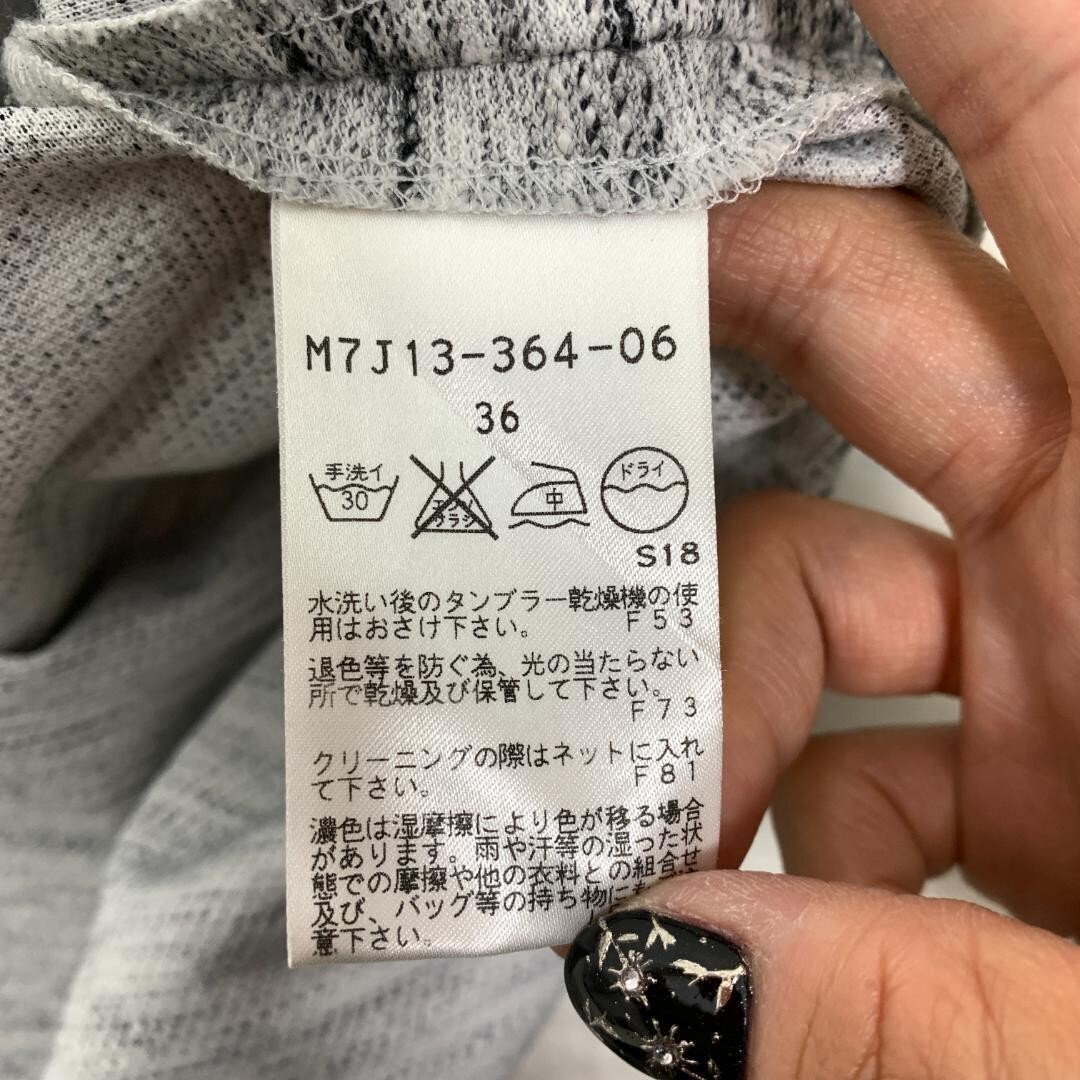 M7J13-364-06
36
手洗イ
30
エンソ
サラシ
中
ドライ
S18
水洗い後のタンブラー乾燥機の使
用はおさけ下さい。
F53
退色等を防ぐ為、光の当たらない
所で乾燥及び保管して下さい。
F73
クリーニングの際はネットに入れ
て下さい。
F81
濃色は湿摩擦により色が移る場合
があります。雨や汗等の湿った状
態での摩擦や他の衣料との組合せ
及び、バッグ等の持ち物に
意下さい。